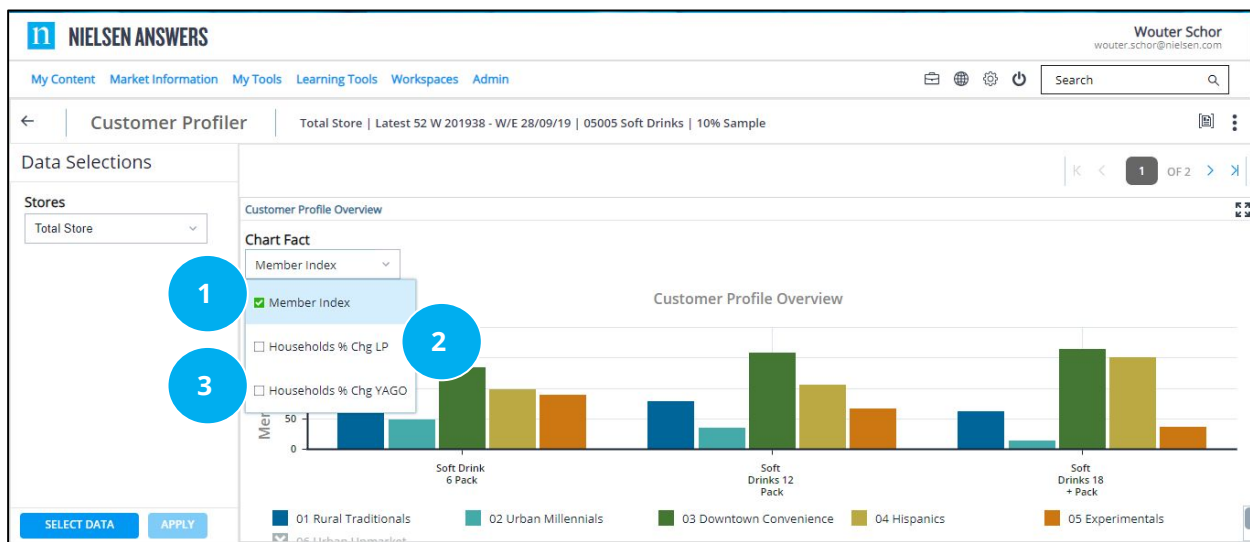 n NIELSEN ANSWERS
Wouter Schor
wouter.schor@nielsen.com
My Content Market Information My Tools Learning Tools Workspaces Admin
Search
Customer Profiler
Total Store | Latest 52 W 201938 - W/E 28/09/19 | 05005 Soft Drinks | 10% Sample
Data Selections
1 OF 2
Stores
Total Store
Customer Profile Overview
Chart Fact
Member Index
1
Member Index
Customer Profile Overview
Households % Chg LP
2
3
Households % Chg YAGO
50
0
Soft Drink
6 Pack
Soft
Drinks 12
Pack
Soft
Drinks 18
+ Pack
SELECT DATA APPLY
01 Rural Traditionals 02 Urban Millennials 03 Downtown Convenience 04 Hispanics 05 Experimentals